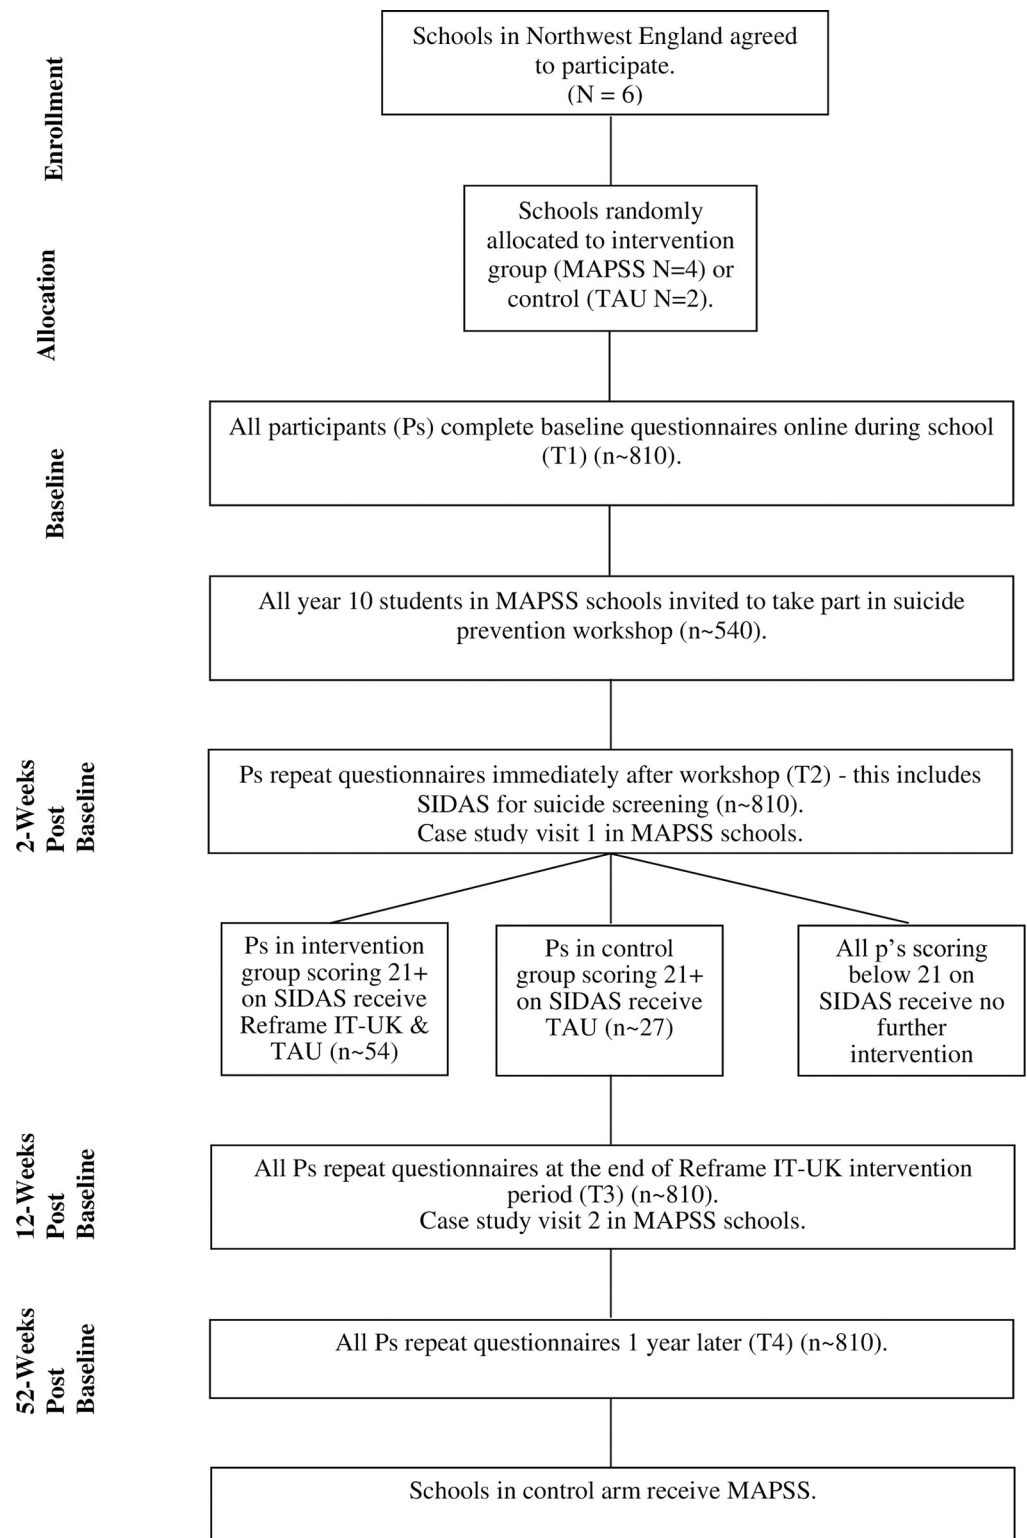 Enrollment
Schools in Northwest England agreed
to participate.
(N = 6)
Allocation
Schools randomly
allocated to intervention
group (MAPSS N=4) or
control (TAU N=2).
Baseline
All participants (Ps) complete baseline questionnaires online during school
(T1) (n~810).
All year 10 students in MAPSS schools invited to take part in suicide
prevention workshop (n~540).
2-Weeks
Post
Baseline
Ps repeat questionnaires immediately after workshop (T2) - this includes
SIDAS for suicide screening (n~810).
Case study visit 1 in MAPSS schools.
Ps in intervention
group scoring 21+
on SIDAS receive
Reframe IT-UK &
TAU (n~54)
Ps in control
group scoring 21+
on SIDAS receive
TAU (n~27)
All p's scoring
below 21 on
SIDAS receive no
further
intervention
12-Weeks
Post
Baseline
All Ps repeat questionnaires at the end of Reframe IT-UK intervention
period (T3) (n~810).
Case study visit 2 in MAPSS schools.
52-Weeks
Post
Baseline
All Ps repeat questionnaires 1 year later (T4) (n~810).
Schools in control arm receive MAPSS.